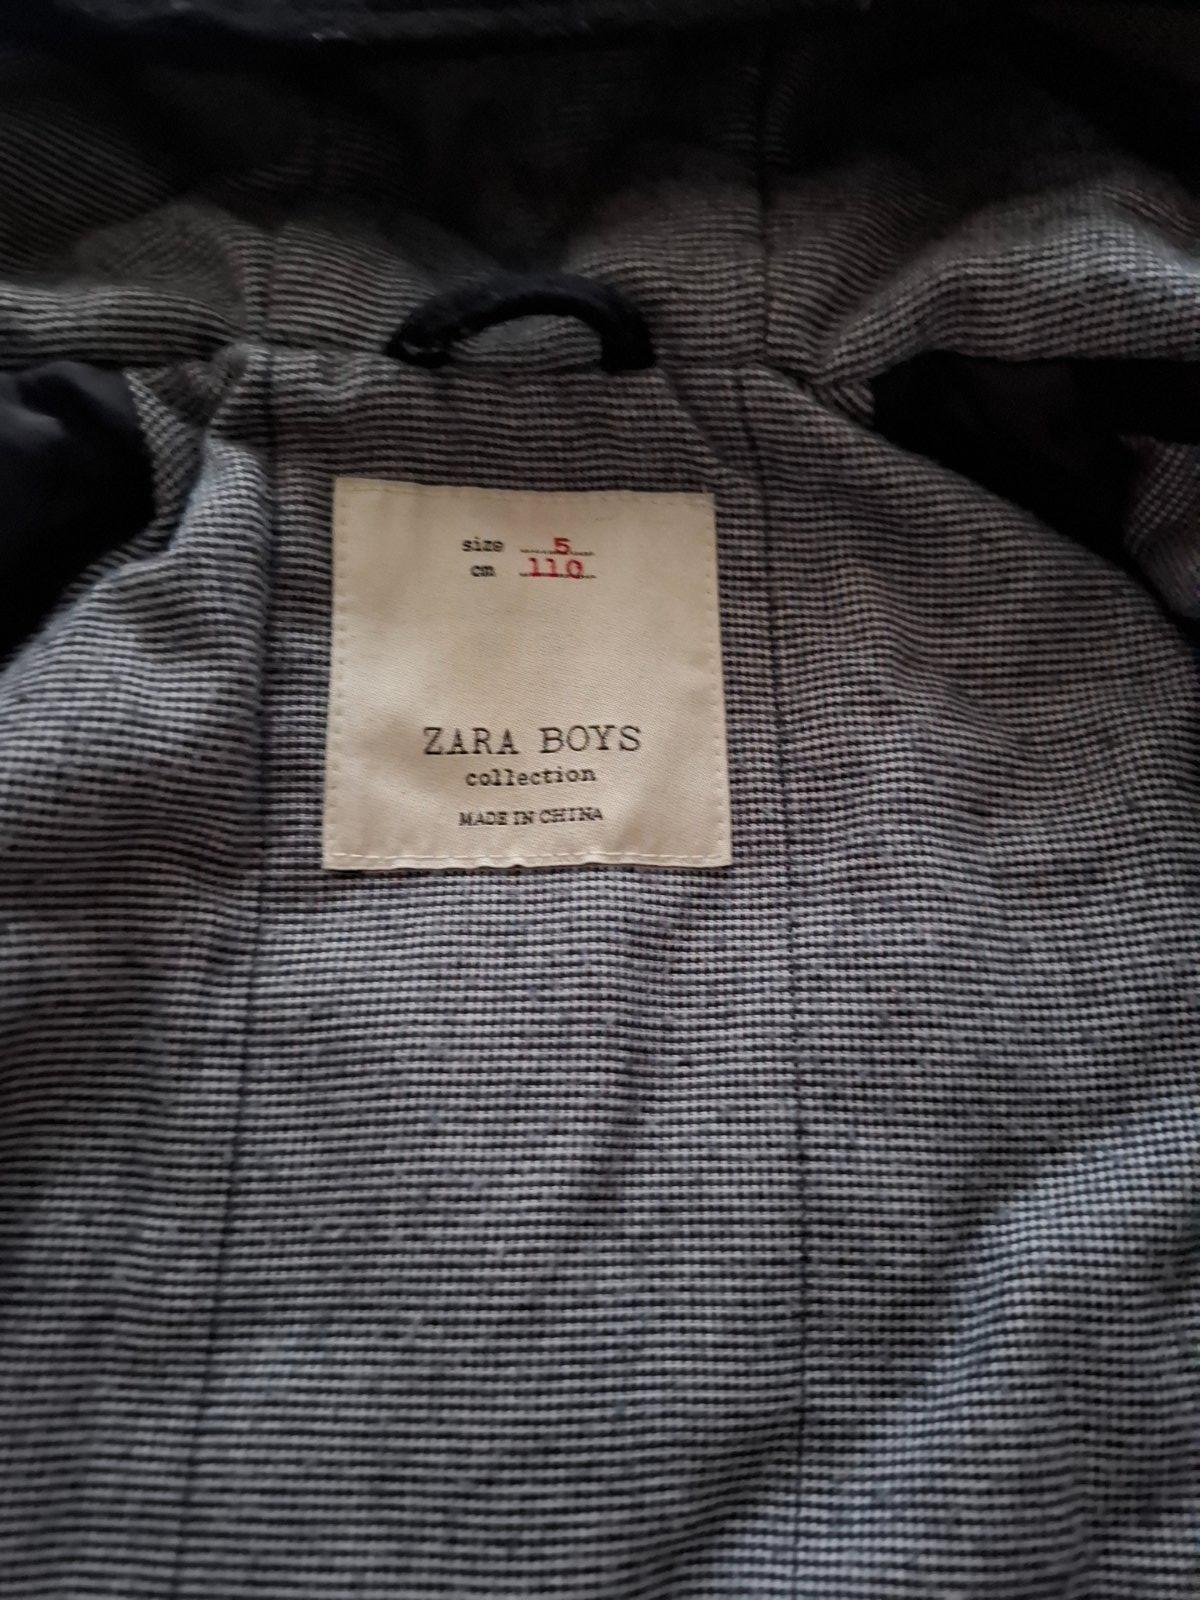 size 5
cm 110
ZARA BOYS
collection
MADE IN CHINA